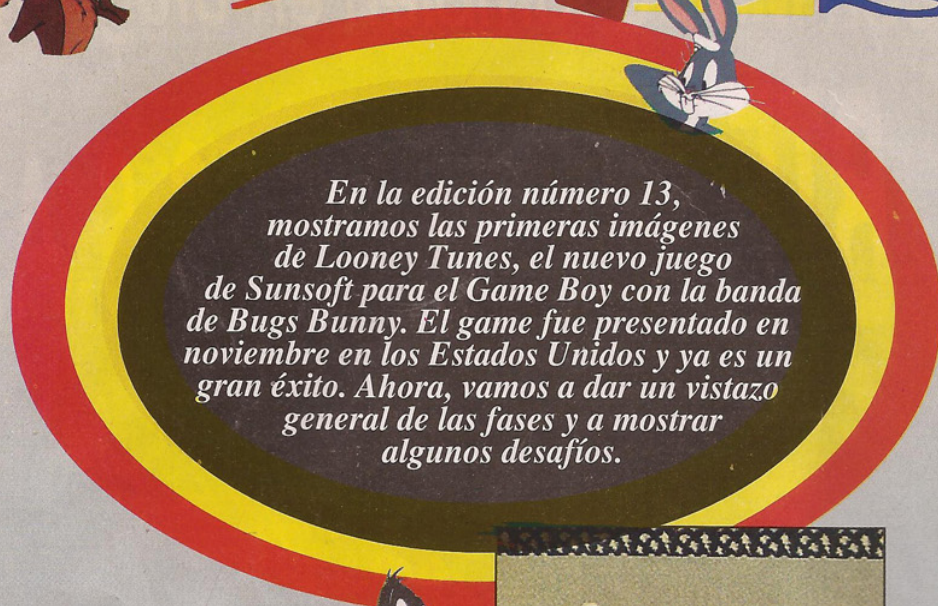 En la edición número 13,
mostramos las primeras imágenes
de Looney Tunes, el nuevo juego
de Sunsoft para el Game Boy con la banda
de Bugs Bunny. El game fue presentado en
noviembre en los Estados Unidos y ya es un
gran éxito. Ahora, vamos a dar un vistazo
general de las fases y a mostrar
algunos desafíos.